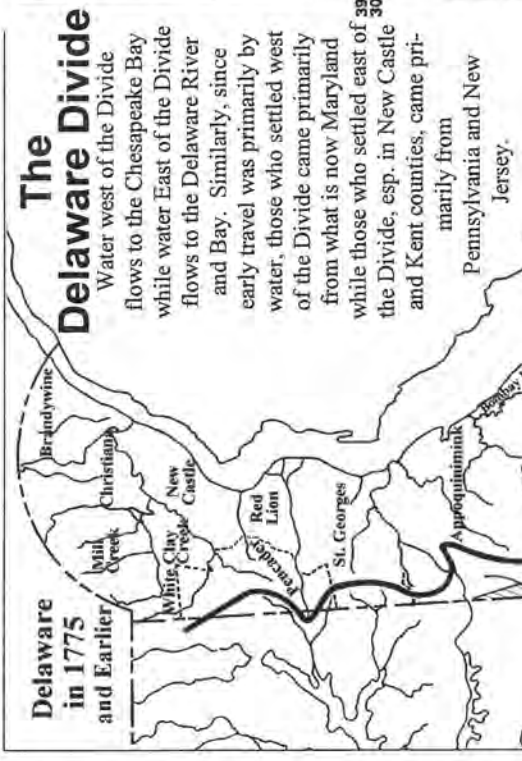 Delaware
in 1775
and Earlier
The
Delaware Divide
Water west of the Divide
flows to the Chesapeake Bay
while water East of the Divide
flows to the Delaware River
and Bay. Similarly, since
early travel was primarily by
water, those who settled west
of the Divide came primarily
from what is now Maryland
while those who settled east of
the Divide, esp. in New Castle
and Kent counties, came pri-
marily from
Pennsylvania and New
Jersey.
39
30
Brandywine
Christiana
Mill
Creek
White Clay
Creek
New
Castle
Pencader
Red
Lion
St. Georges
Appoquinimink
Bombay